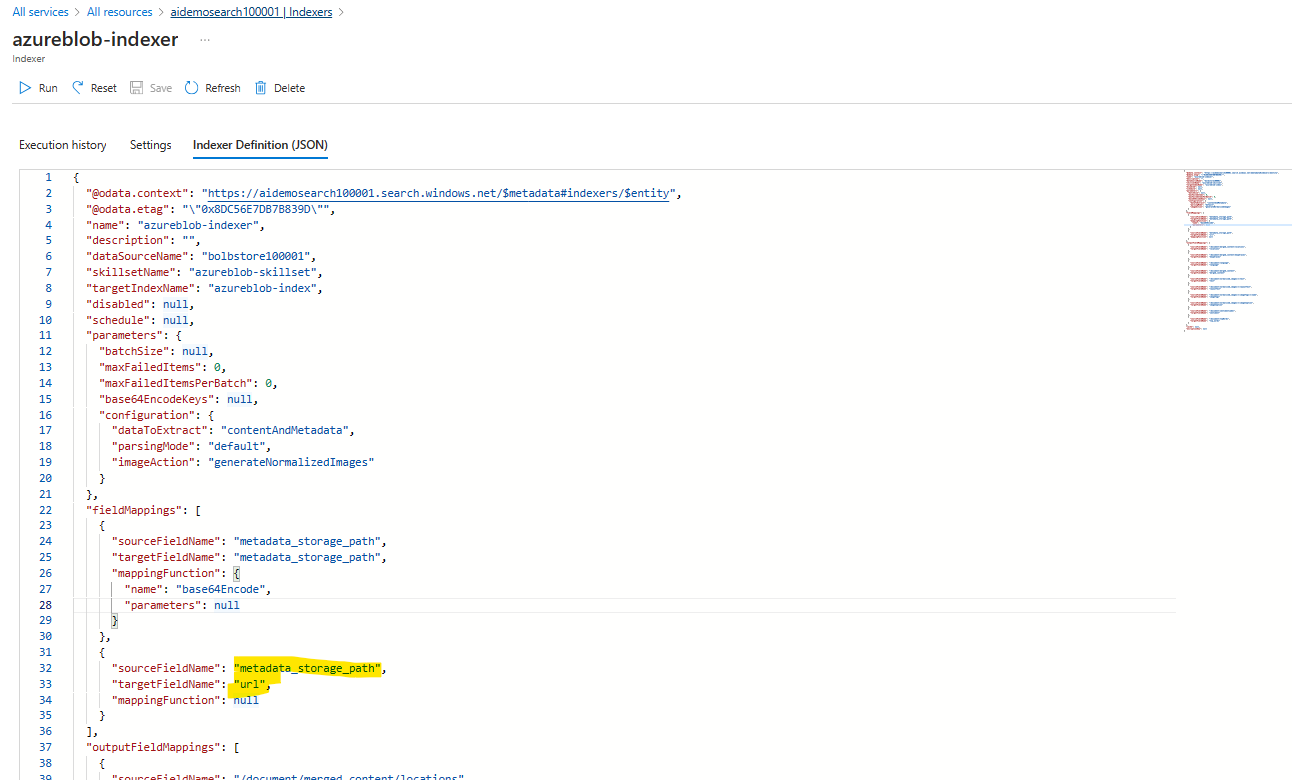 All services > All resources > aidemosearch100001 | Indexers >
azureblob-indexer ...
Indexer
Run Reset Save Refresh Delete
Execution history Settings Indexer Definition (JSON)
1 {
2 "@odata.context": "https://aidemosearch100001.search.windows.net/$metadata#indexers/$entity",
3 "@odata.etag": "\"0x8DC56E7DB7B839D\"",
4 "name": "azureblob-indexer",
5 "description": "",
6 "dataSourceName": "bolbstore100001",
7 "skillsetName": "azureblob-skillset",
8 "targetIndexName": "azureblob-index",
9 "disabled": null,
10 "schedule": null,
11 "parameters": {
12 "batchSize": null,
13 "maxFailedItems": 0,
14 "maxFailedItemsPerBatch": 0,
15 "base64EncodeKeys": null,
16 "configuration": {
17 "dataToExtract": "contentAndMetadata",
18 "parsingMode": "default",
19 "imageAction": "generateNormalizedImages"
20 }
21 },
22 "fieldMappings": [
23 {
24 "sourceFieldName": "metadata_storage_path",
25 "targetFieldName": "metadata_storage_path",
26 "mappingFunction": {
27 "name": "base64Encode",
28 "parameters": null
29 }
30 },
31 {
32 "sourceFieldName": "metadata_storage_path",
33 "targetFieldName": "url",
34 "mappingFunction": null
35 }
36 ],
37 "outputFieldMappings": [
38 {
39 "sourceFieldName": "/document/merged_content/locations"